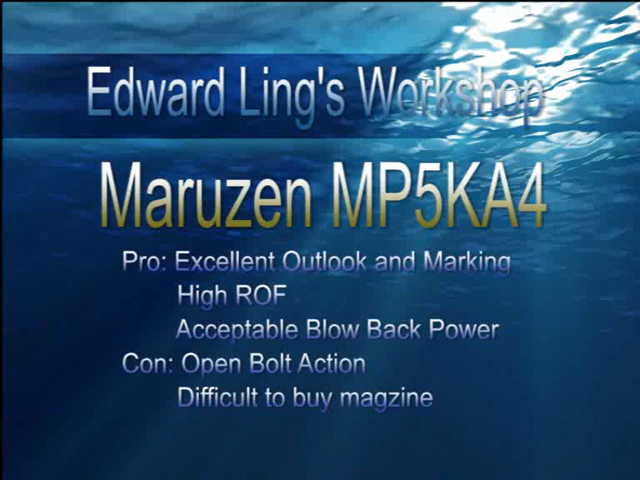 Edward Ling's Workshop
Maruzen MP5KA4
Pro: Excellent Outlook and Marking
High ROF
Acceptable Blow Back Power
Con: Open Bolt Action
Difficult to buy magzine